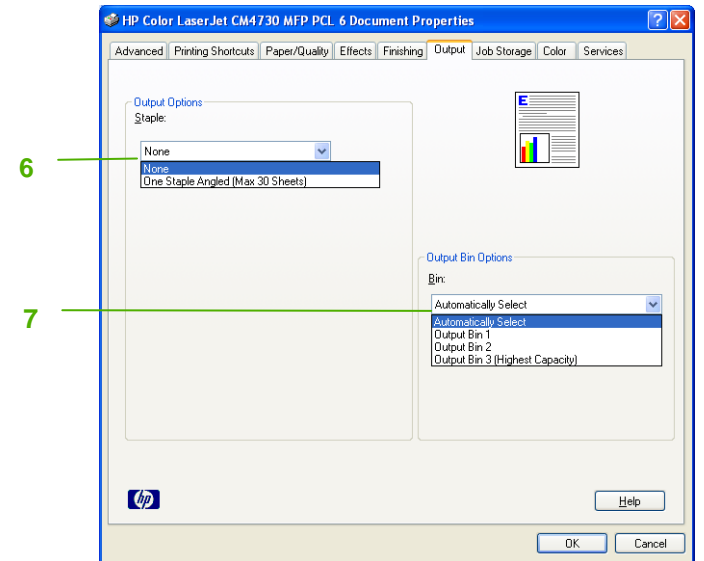 HP Color LaserJet CM4730 MFP PCL 6 Document Properties
Advanced Printing Shortcuts Paper/Quality Effects Finishing Output Job Storage Color Services
Output Options
Staple:
None
None
One Staple Angled (Max 30 Sheets)
6
E
Output Bin Options
Bin:
Automatically Select
Automatically Select
Output Bin 1
Output Bin 2
Output Bin 3 (Highest Capacity)
7
hp
Help
OK Cancel